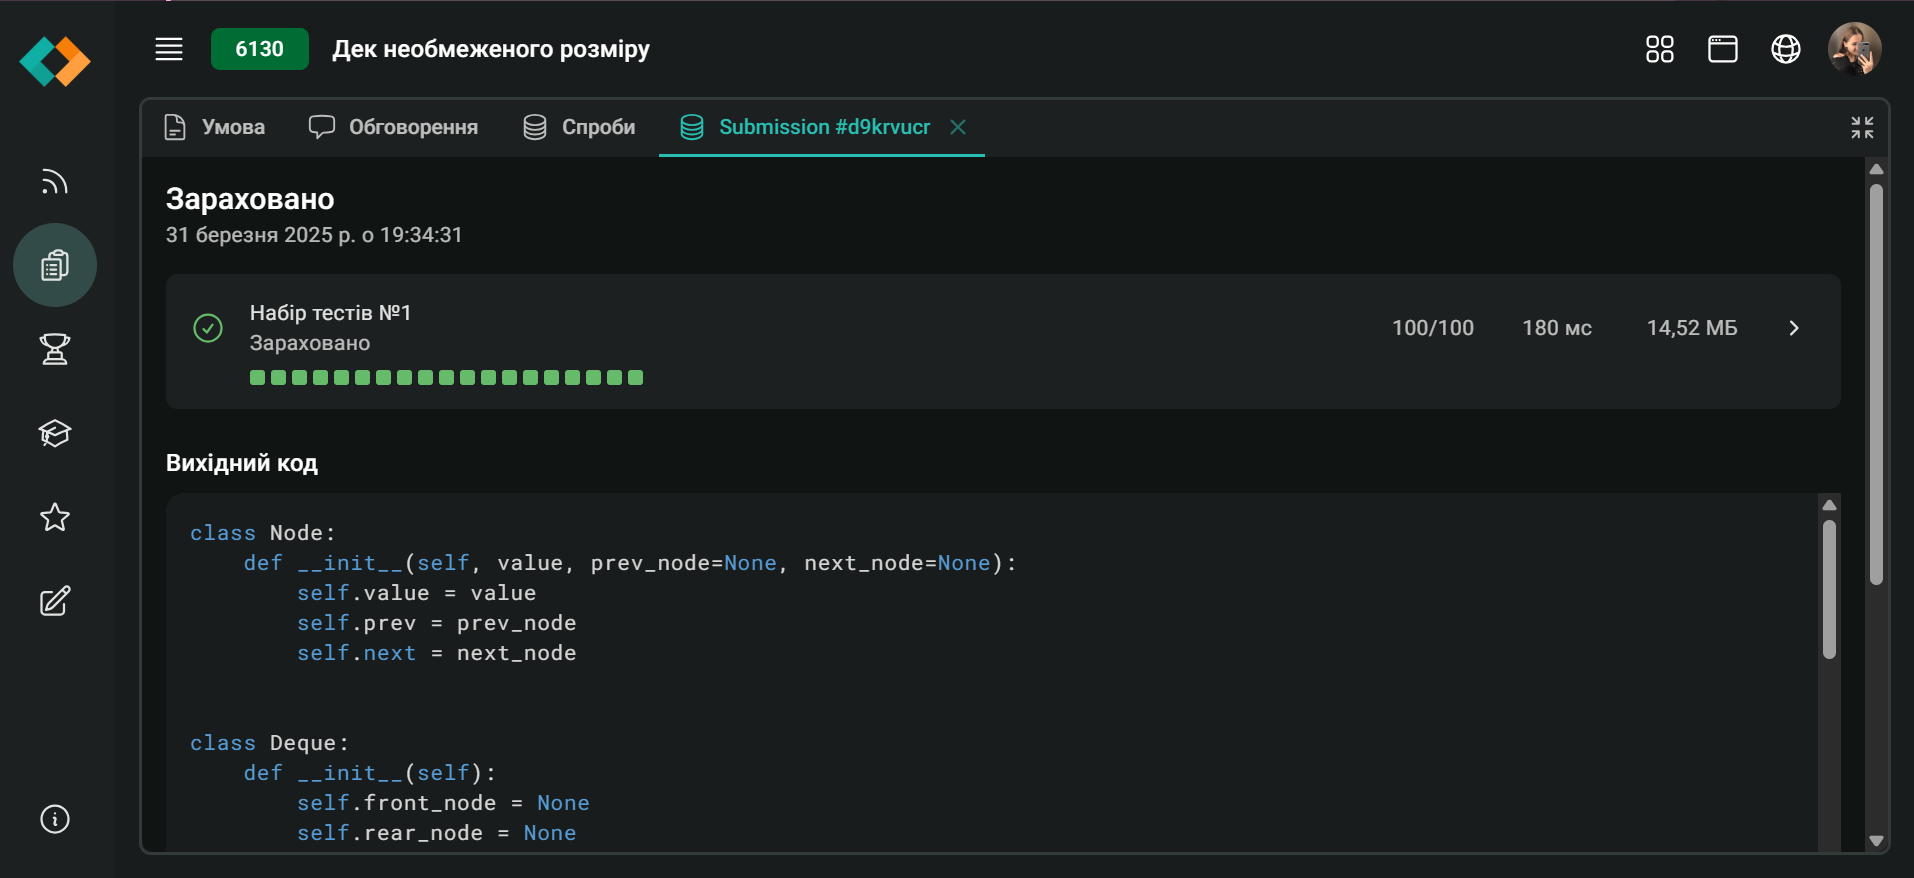 6130 Дек необмеженого розміру
Умова Обговорення Спроби Submission #d9krvucr
Зараховано
31 березня 2025 р. о 19:34:31
Набір тестів №1
Зараховано
100/100 180 мс 14,52 МБ
Вихідний код
class Node:
    def __init__(self, value, prev_node=None, next_node=None):
        self.value = value
        self.prev = prev_node
        self.next = next_node
class Deque:
    def __init__(self):
        self.front_node = None
        self.rear_node = None